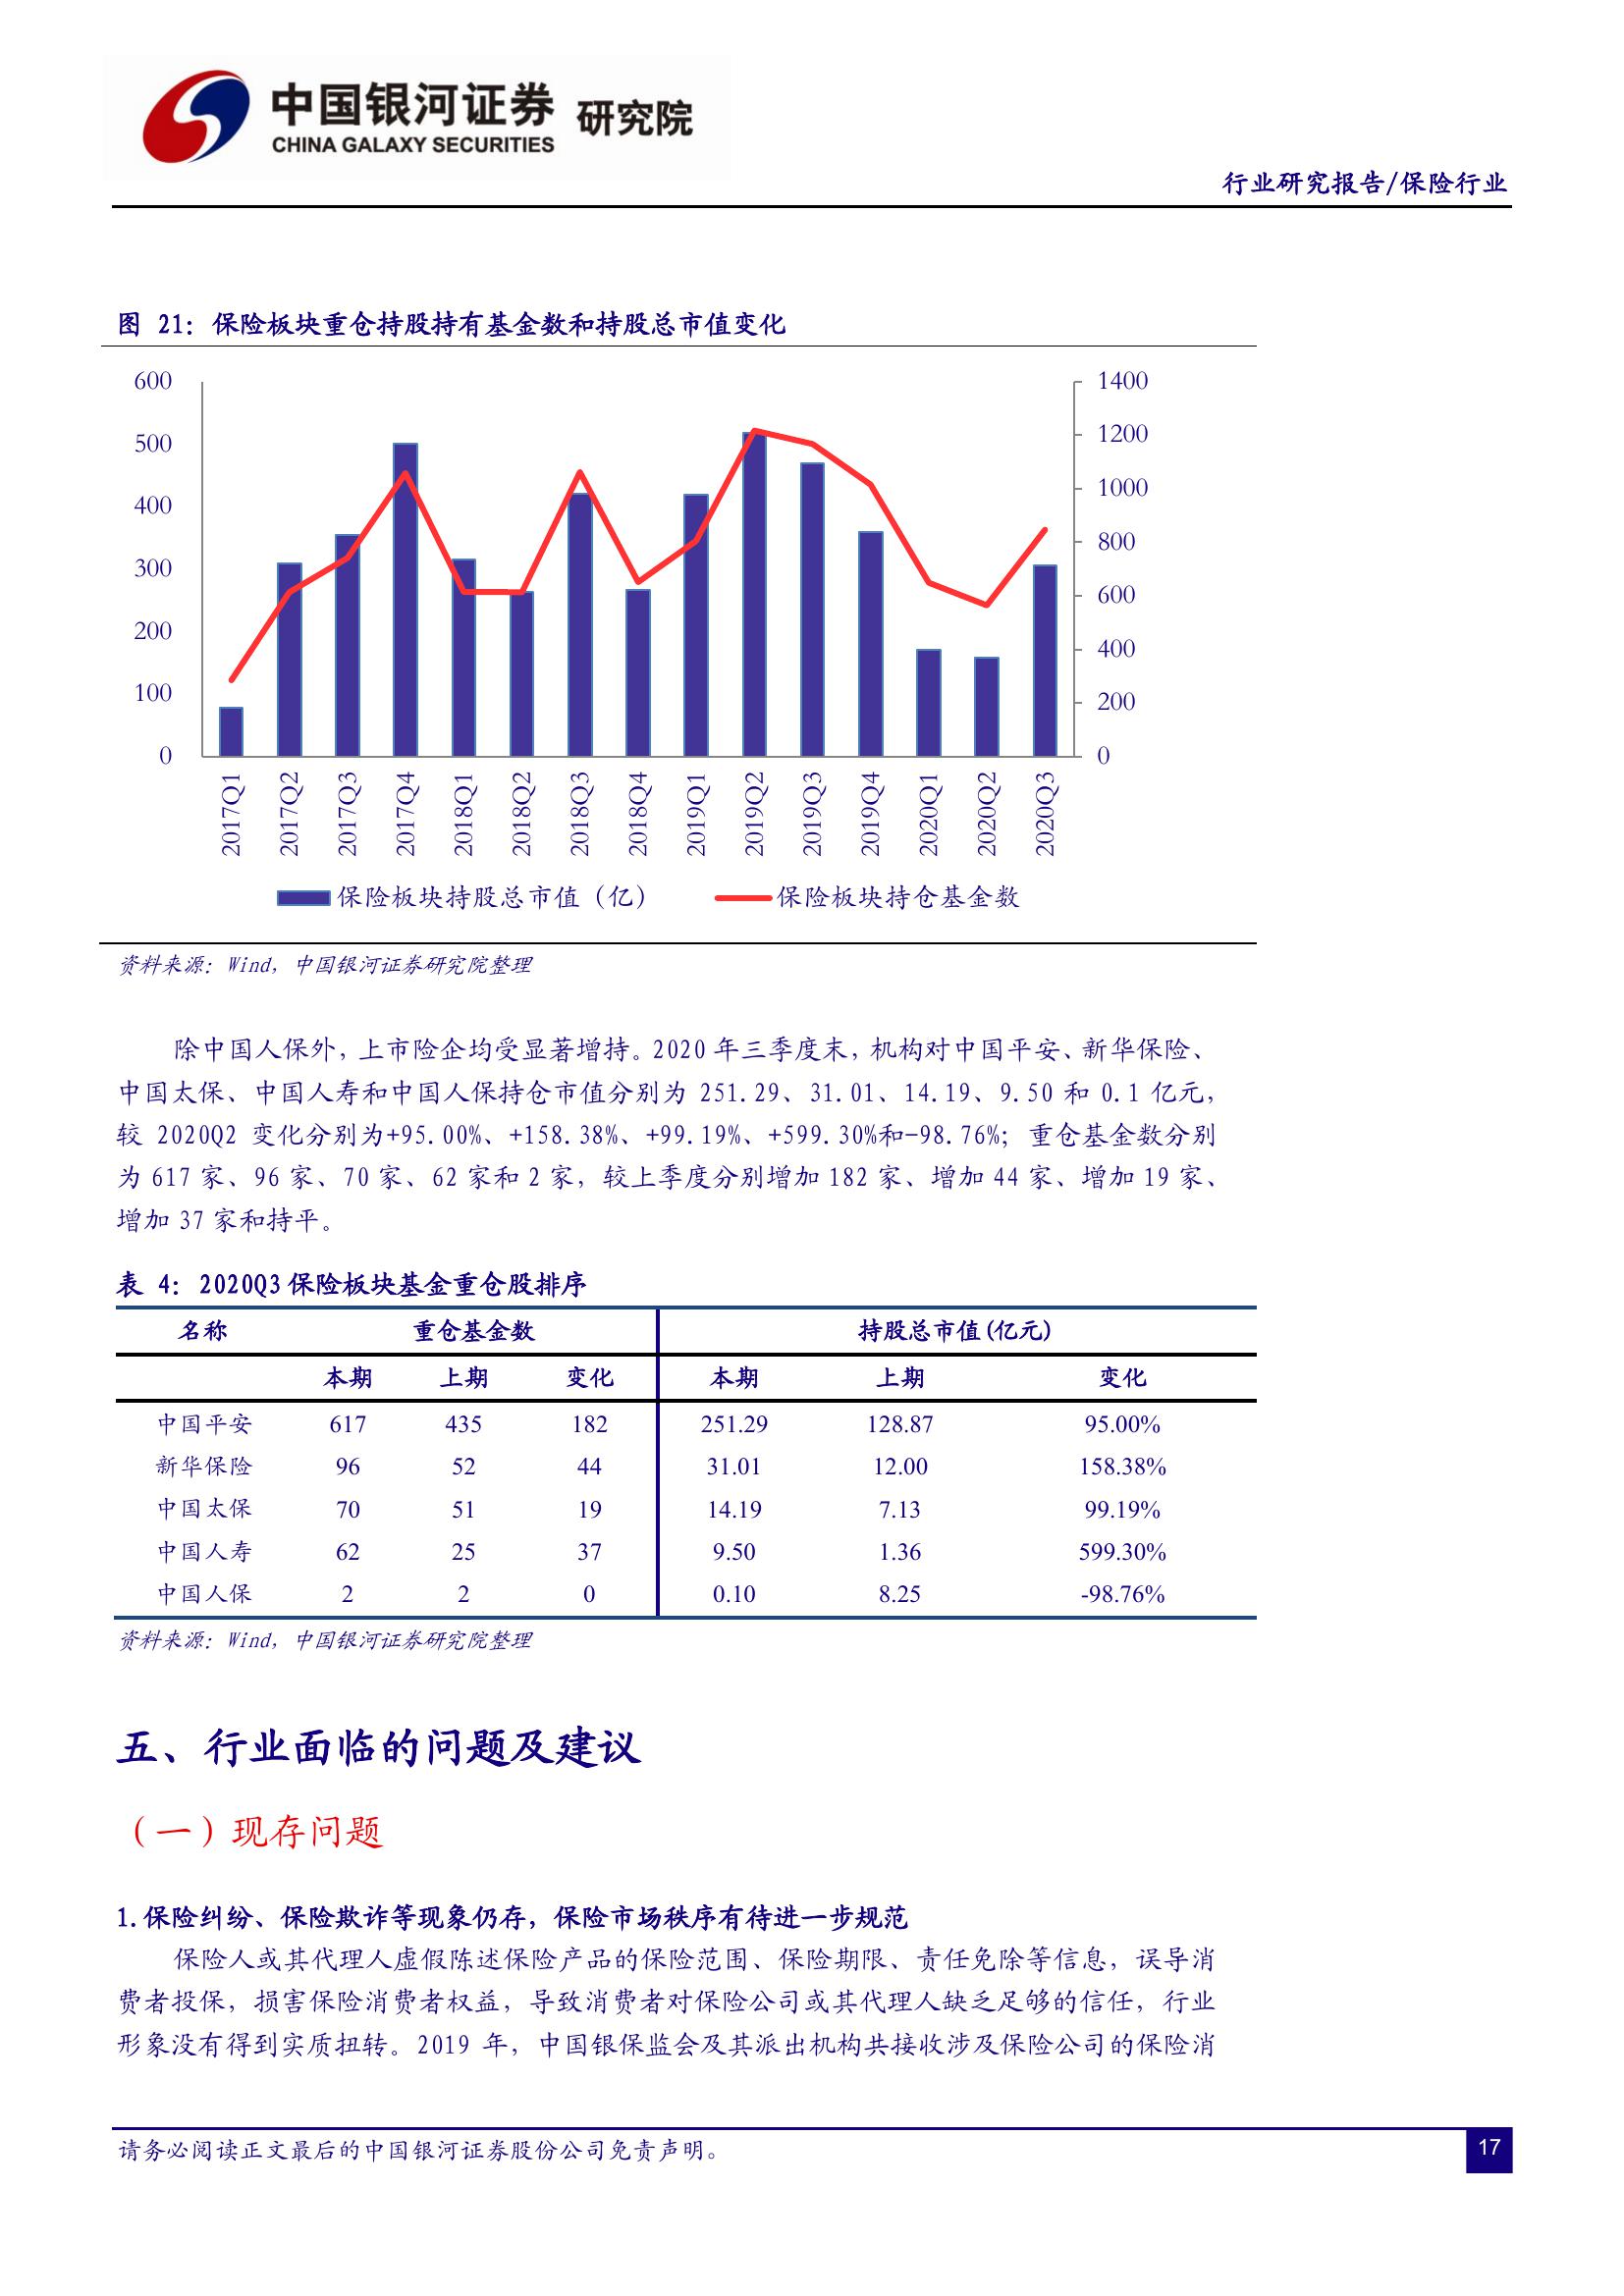 中国银河证券 研究院
CHINA GALAXY SECURITIES
行业研究报告/保险行业
图 21：保险板块重仓持股持有基金数和持股总市值变化
600 1400
500 1200
400 1000
300 800
200 600
100 400
0 200
0
2017Q1 2017Q2 2017Q3 2017Q4 2018Q1 2018Q2 2018Q3 2018Q4 2019Q1 2019Q2 2019Q3 2019Q4 2020Q1 2020Q2 2020Q3
保险板块持股总市值（亿） 保险板块持仓基金数
资料来源：Wind，中国银河证券研究院整理
除中国人保外，上市险企均受显著增持。2020 年三季度末，机构对中国平安、新华保险、
中国太保、中国人寿和中国人保持仓市值分别为 251.29、31.01、14.19、9.50 和 0.1 亿元，
较 2020Q2 变化分别为+95.00%、+158.38%、+99.19%、+599.30%和-98.76%；重仓基金数分别
为 617 家、96 家、70 家、62 家和 2 家，较上季度分别增加 182 家、增加 44 家、增加 19 家、
增加 37 家和持平。
表 4：2020Q3 保险板块基金重仓股排序
名称 重仓基金数 持股总市值(亿元)
本期 上期 变化 本期 上期 变化
中国平安 617 435 182 251.29 128.87 95.00%
新华保险 96 52 44 31.01 12.00 158.38%
中国太保 70 51 19 14.19 7.13 99.19%
中国人寿 62 25 37 9.50 1.36 599.30%
中国人保 2 2 0 0.10 8.25 -98.76%
资料来源：Wind，中国银河证券研究院整理
五、行业面临的问题及建议
（一）现存问题
1.保险纠纷、保险欺诈等现象仍存，保险市场秩序有待进一步规范
保险人或其代理人虚假陈述保险产品的保险范围、保险期限、责任免除等信息，误导消
费者投保，损害保险消费者权益，导致消费者对保险公司或其代理人缺乏足够的信任，行业
形象没有得到实质扭转。2019 年，中国银保监会及其派出机构共接收涉及保险公司的保险消
请务必阅读正文最后的中国银河证券股份公司免责声明。
17